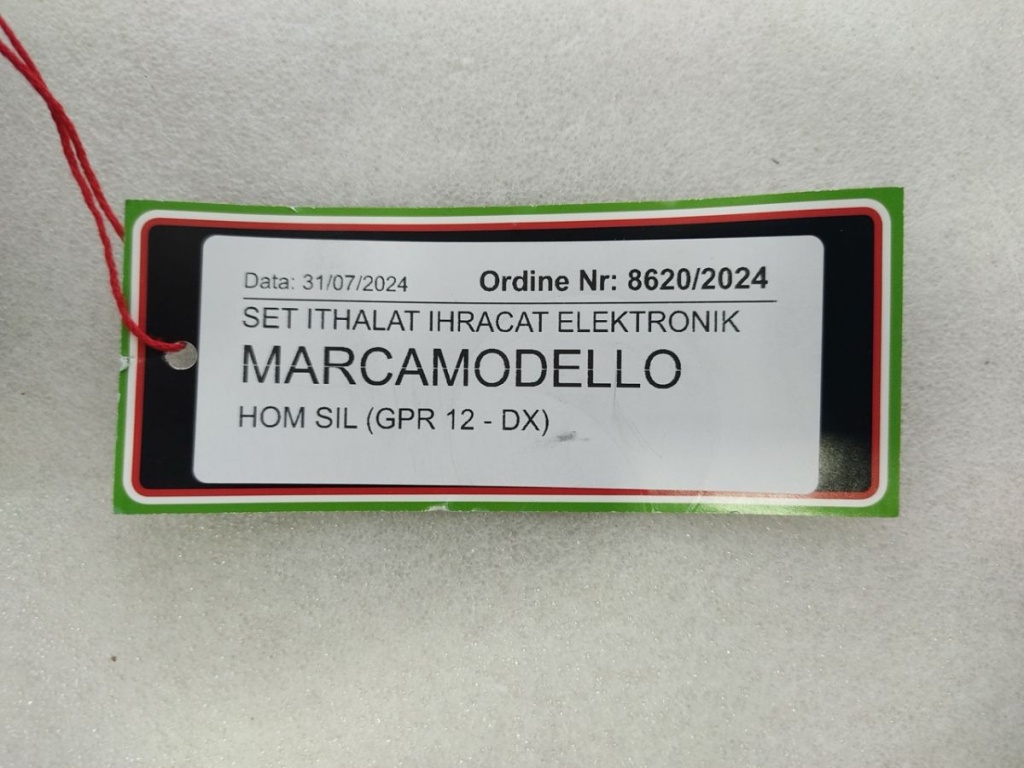 Data: 31/07/2024 Ordine Nr: 8620/2024
SET ITHALAT IHRACAT ELEKTRONIK
MARCAMODELLO
HOM SIL (GPR 12 - DX)